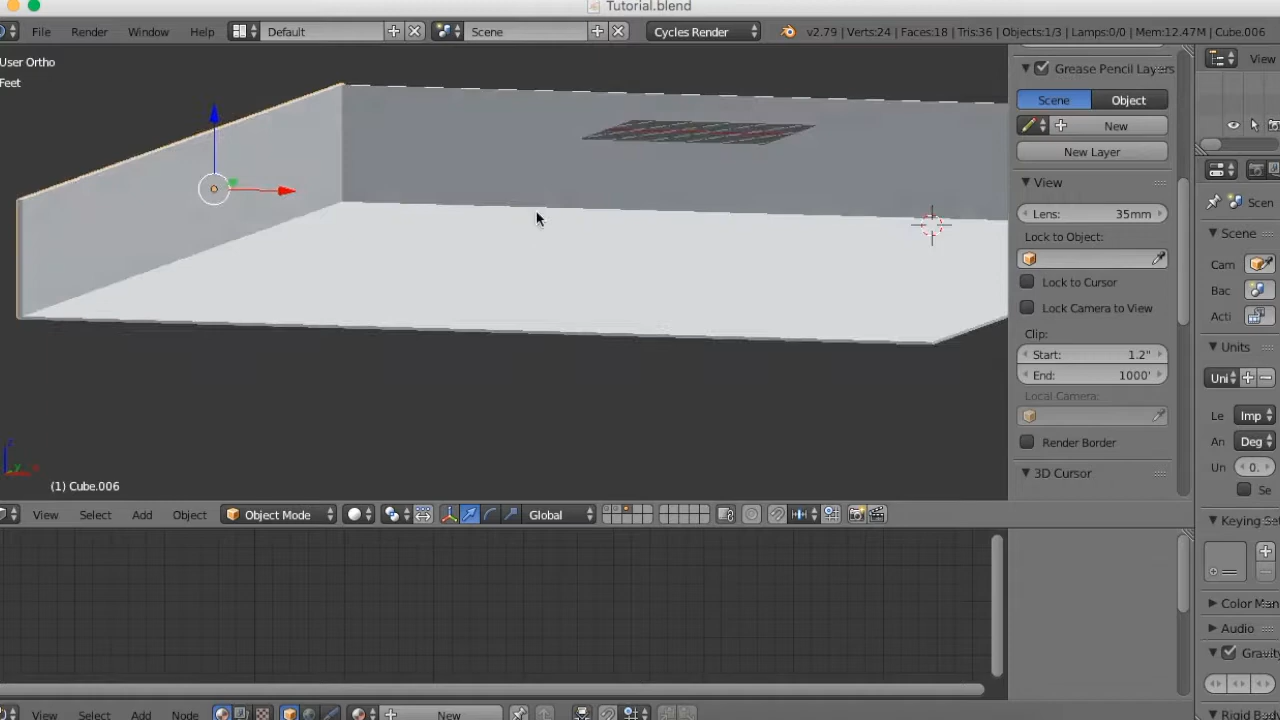 Tutorial.blend
File Render Window Help Default Scene Cycles Render v2.79 | Verts:24 | Faces:18 | Tris:36 | Objects:1/3 | Lamps:0/0 | Mem:12.47M | Cube.006
User Ortho
Feet
Grease Pencil Layers
Scene Object
New
New Layer
View
Lens: 35mm
Lock to Object:
Lock to Cursor
Lock Camera to View
Clip:
Start: 1.2"
End: 1000'
Local Camera:
Render Border
3D Cursor
View
Scen
Scene
Cam
Bac
Acti
Units
Uni
Le Imp
An Deg
Un 0.
Se
Keying Se
Color Man
Audio
Gravity
Rigid Bod
z
y x
(1) Cube.006
View Select Add Object Object Mode Global
View Select Add Node New